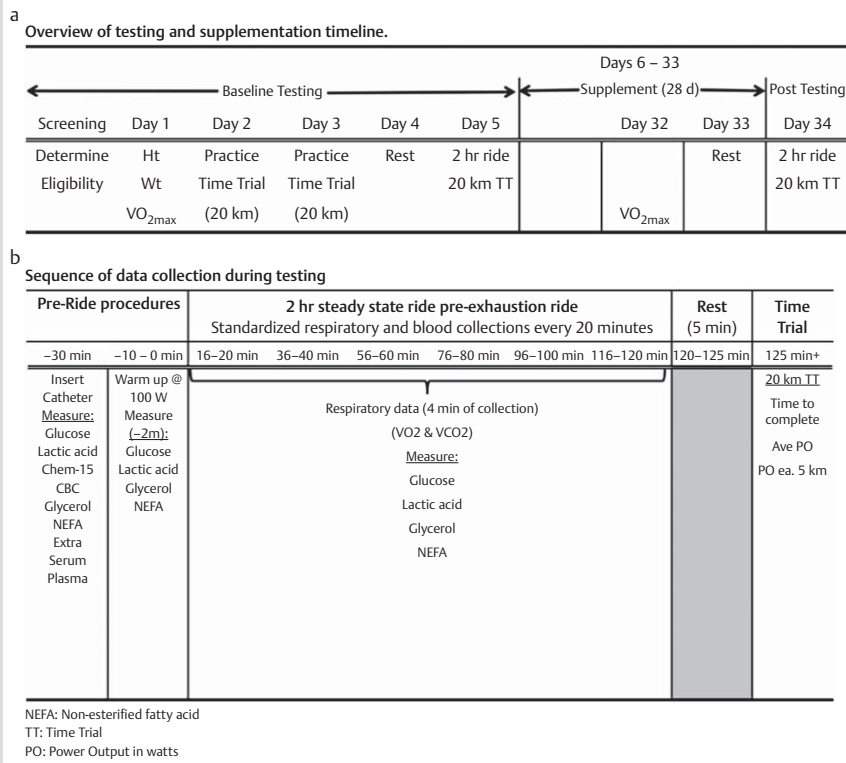 a
Overview of testing and supplementation timeline.
Days 6 – 33
Baseline Testing Supplement (28 d) Post Testing
Screening Day 1 Day 2 Day 3 Day 4 Day 5 Day 32 Day 33 Day 34
Determine Ht Practice Practice Rest 2 hr ride Rest 2 hr ride
Eligibility Wt Time Trial Time Trial 20 km TT 20 km TT
VO2max (20 km) (20 km) VO2max
b
Sequence of data collection during testing
Pre-Ride procedures 2 hr steady state ride pre-exhaustion ride Rest Time
Standardized respiratory and blood collections every 20 minutes (5 min) Trial
–30 min –10 – 0 min 16–20 min 36–40 min 56–60 min 76–80 min 96–100 min 116–120 min 120–125 min 125 min+
Insert
Catheter
Measure:
Glucose
Lactic acid
Chem-15
CBC
Glycerol
NEFA
Extra
Serum
Plasma
Warm up @
100 W
Measure
(–2m):
Glucose
Lactic acid
Glycerol
NEFA
Respiratory data (4 min of collection)
(VO2 & VCO2)
Measure:
Glucose
Lactic acid
Glycerol
NEFA
20 km TT
Time to
complete
Ave PO
PO ea. 5 km
NEFA: Non-esterified fatty acid
TT: Time Trial
PO: Power Output in watts